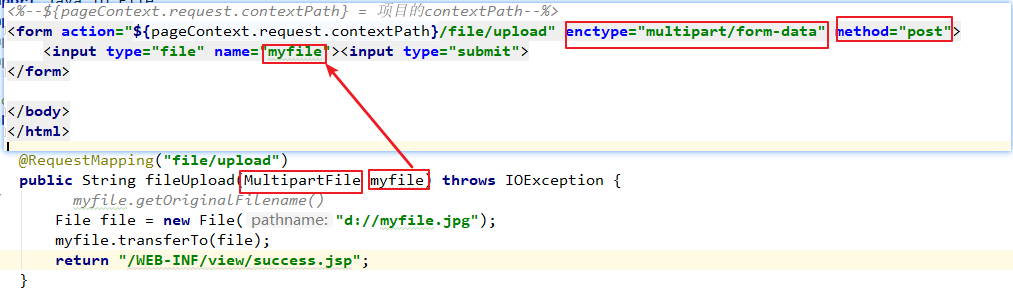 <%--${pageContext.request.contextPath} = 项目的contextPath--%>
<form action="${pageContext.request.contextPath}/file/upload" enctype="multipart/form-data" method="post">
<input type="file" name="myfile"><input type="submit">
</form>
</body>
</html>
@RequestMapping("file/upload")
public String fileUpload(MultipartFile myfile) throws IOException {
myfile.getOriginalFilename()
File file = new File( pathname: "d://myfile.jpg");
myfile.transferTo(file);
return "/WEB-INF/view/success.jsp";
}